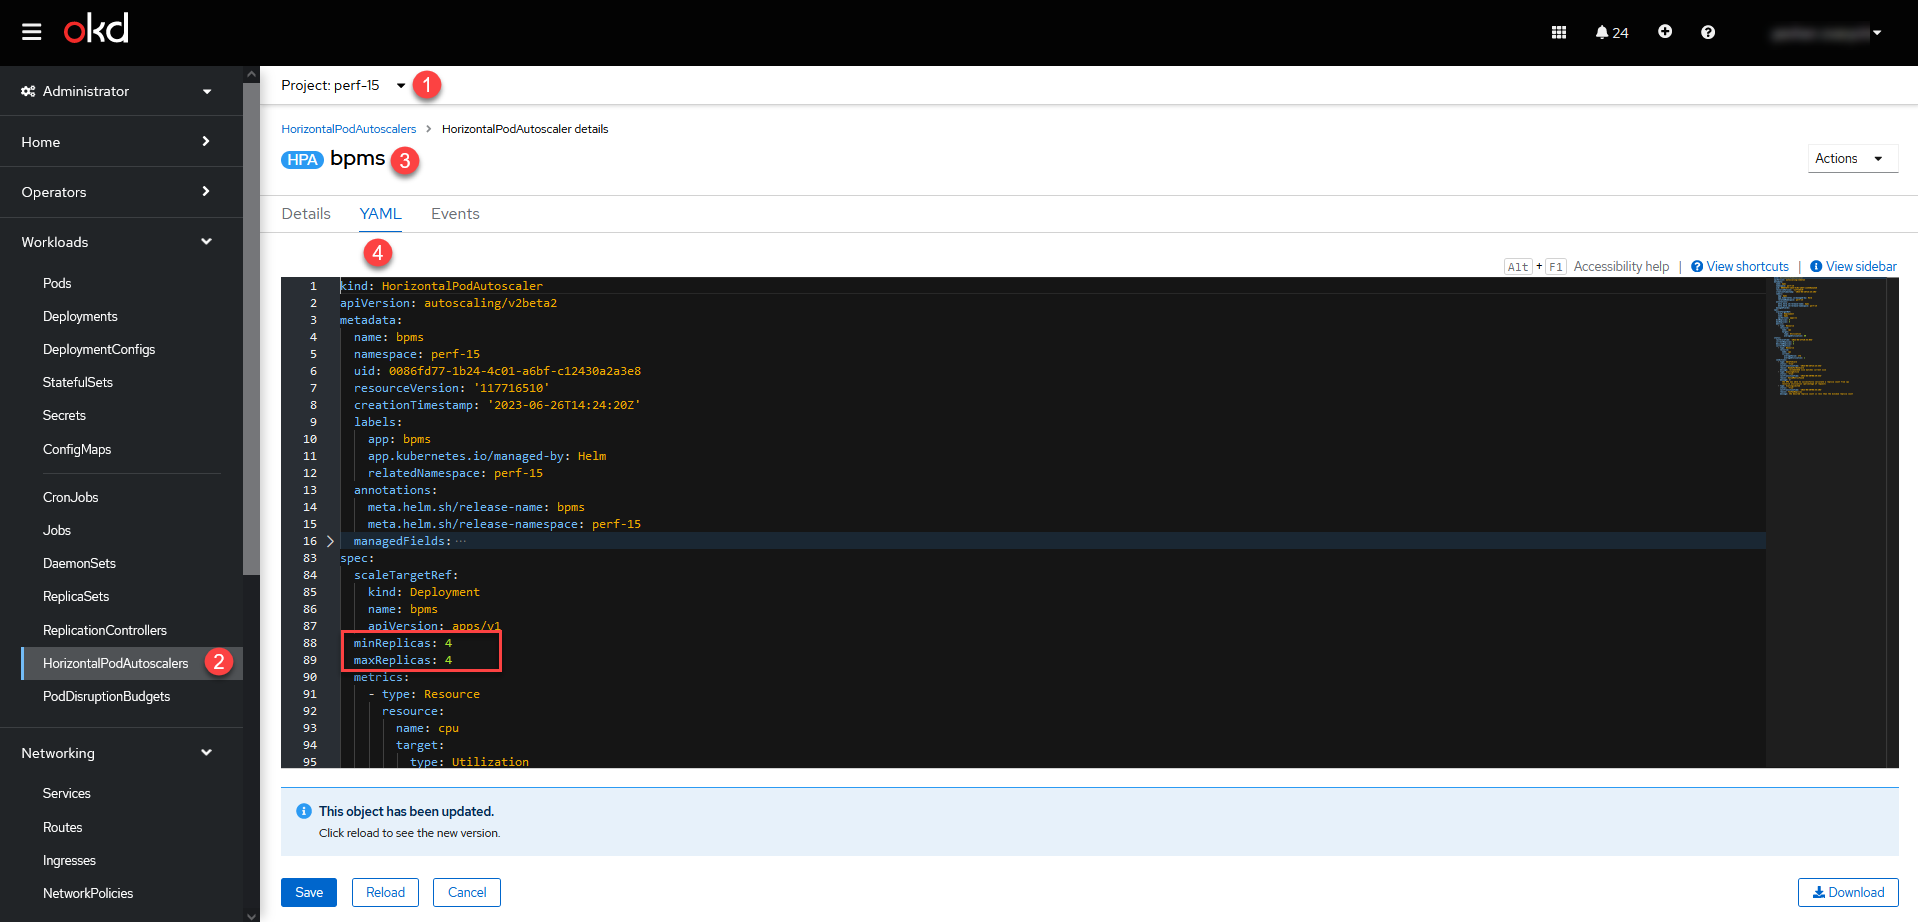 okd
24
Administrator
Home
Operators
Workloads
Pods
Deployments
DeploymentConfigs
StatefulSets
Secrets
ConfigMaps
CronJobs
Jobs
DaemonSets
ReplicaSets
ReplicationControllers
HorizontalPodAutoscalers 2
PodDisruptionBudgets
Networking
Services
Routes
Ingresses
NetworkPolicies
Project: perf-15 1
HorizontalPodAutoscalers > HorizontalPodAutoscaler details
HPA bpms 3
Actions
Details YAML Events
4
Alt + F1 Accessibility help | View shortcuts | View sidebar
1 kind: HorizontalPodAutoscaler
2 apiVersion: autoscaling/v2beta2
3 metadata:
4 name: bpms
5 namespace: perf-15
6 uid: 0086fd77-1b24-4c01-a6bf-c12430a2a3e8
7 resourceVersion: '117716510'
8 creationTimestamp: '2023-06-26T14:24:20Z'
9 labels:
10 app: bpms
11 app.kubernetes.io/managed-by: Helm
12 relatedNamespace: perf-15
13 annotations:
14 meta.helm.sh/release-name: bpms
15 meta.helm.sh/release-namespace: perf-15
16 managedFields: ...
83 spec:
84 scaleTargetRef:
85 kind: Deployment
86 name: bpms
87 apiVersion: apps/v1
88 minReplicas: 4
89 maxReplicas: 4
90 metrics:
91 - type: Resource
92 resource:
93 name: cpu
94 target:
95 type: Utilization
This object has been updated.
Click reload to see the new version.
Save Reload Cancel Download